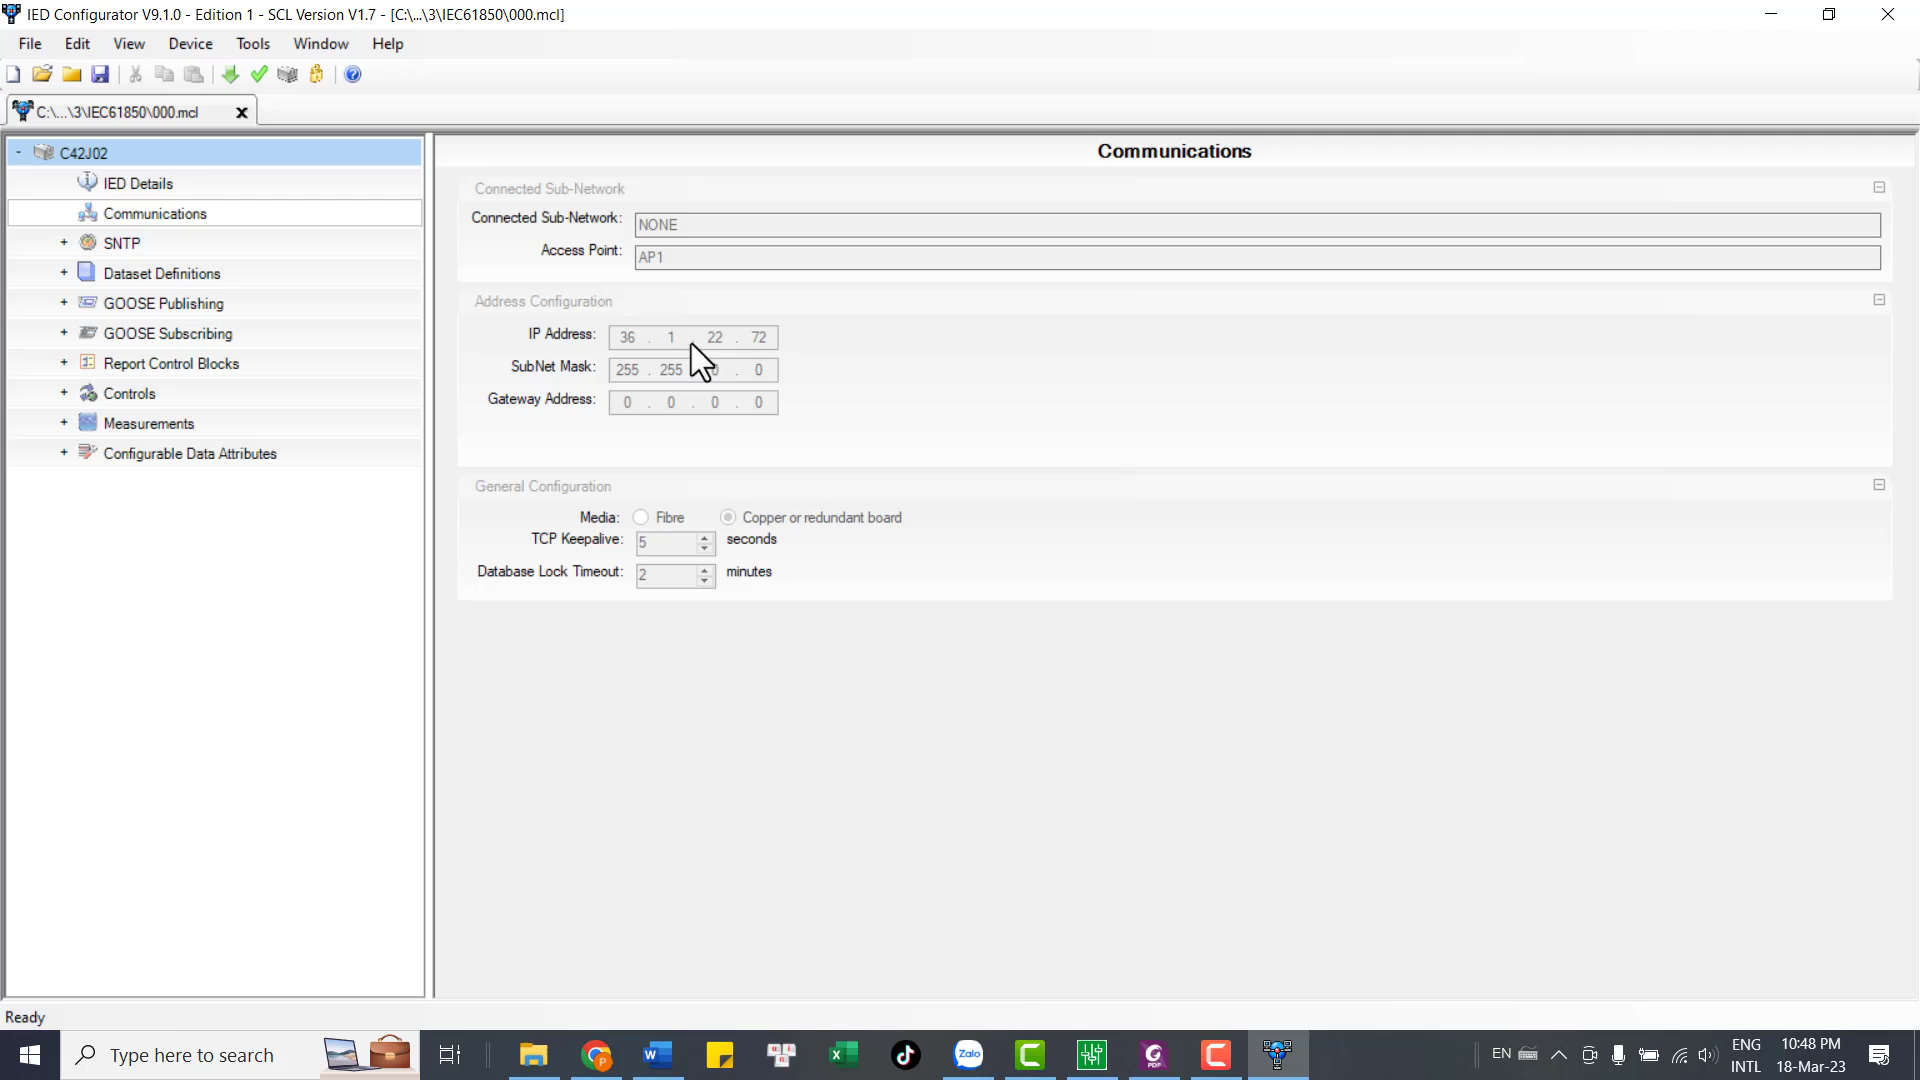 IED Configurator V9.1.0 - Edition 1 - SCL Version V1.7 - [C:\...\3\IEC61850\000.mcl]
File Edit View Device Tools Window Help
C:\...\3\IEC61850\000.mcl
C42J02
IED Details
Communications
SNTP
Dataset Definitions
GOOSE Publishing
GOOSE Subscribing
Report Control Blocks
Controls
Measurements
Configurable Data Attributes
Communications
Connected Sub-Network
Connected Sub-Network: NONE
Access Point: AP1
Address Configuration
IP Address: 36 . 1 . 22 . 72
SubNet Mask: 255 . 255 . 0 . 0
Gateway Address: 0 . 0 . 0 . 0
General Configuration
Media: Fibre Copper or redundant board
TCP Keepalive: 5 seconds
Database Lock Timeout: 2 minutes
Ready
Type here to search
Zalo
PDF
EN
ENG
INTL
10:48 PM
18-Mar-23